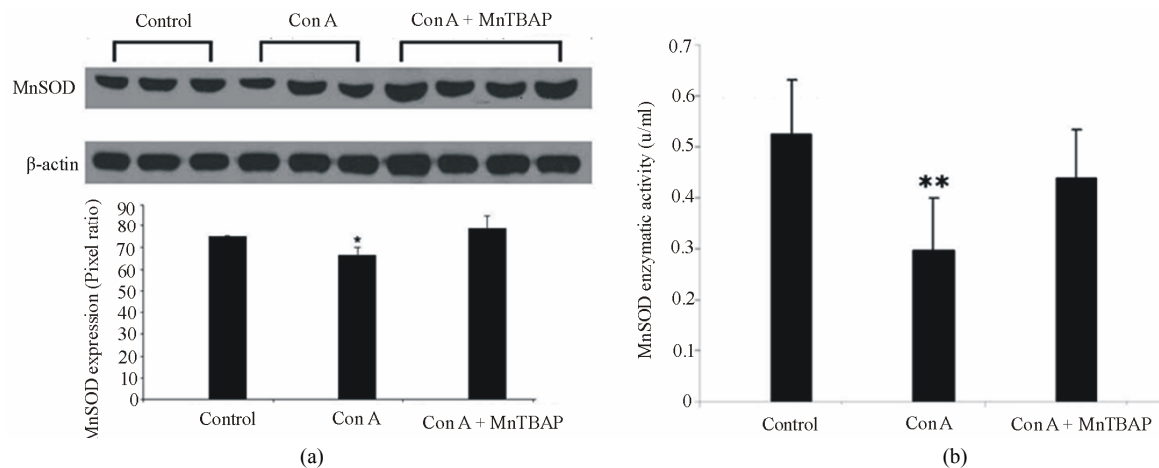 Control Con A Con A + MnTBAP
MnSOD
β-actin
MnSOD expression (Pixel ratio)
90
80
70
60
50
40
30
20
10
0
*
Control Con A Con A + MnTBAP
(a)
MnSOD enzymatic activity (u/ml)
0.7
0.6
0.5
0.4
0.3
0.2
0.1
0
**
Control Con A Con A + MnTBAP
(b)